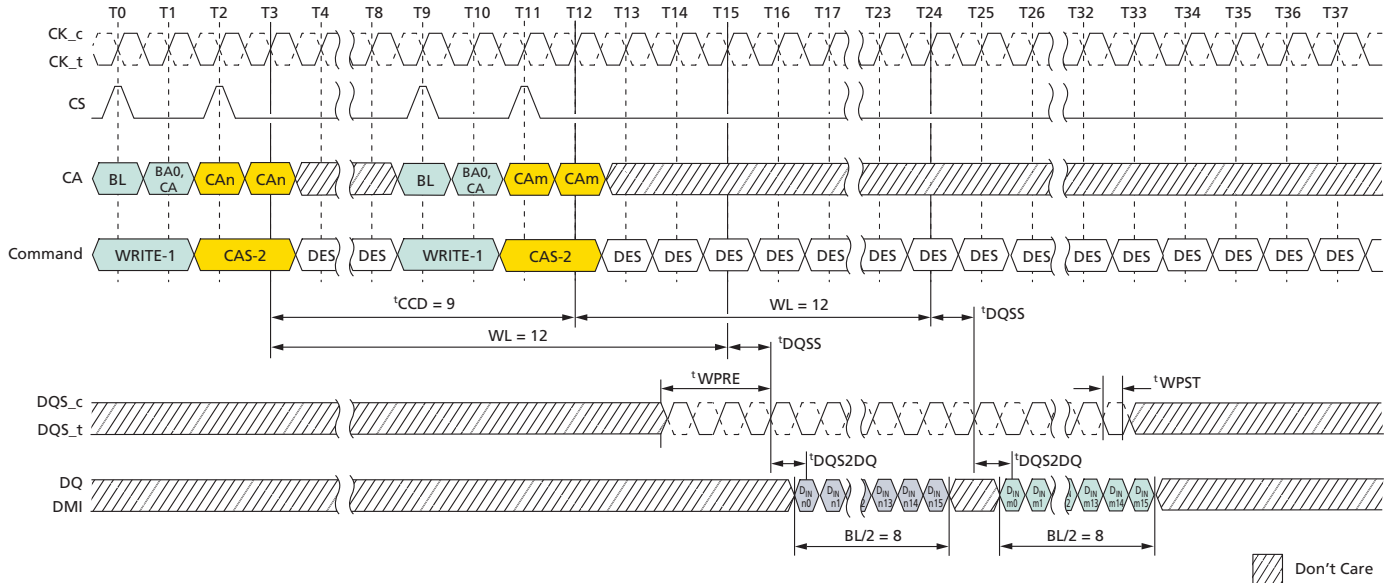 T0 T1 T2 T3 T4 T8 T9 T10 T11 T12 T13 T14 T15 T16 T17 T23 T24 T25 T26 T32 T33 T34 T35 T36 T37
CK_c
CK_t
CS
CA BL BA0, CA CAn CAn BL BA0, CA CAm CAm
Command WRITE-1 CAS-2 DES DES WRITE-1 CAS-2 DES DES DES DES DES DES DES DES DES DES DES DES DES DES DES
tCCD = 9 WL = 12 tDQSS
WL = 12 tDQSS
tWPRE tWPST
DQS_c
DQS_t
tDQS2DQ tDQS2DQ
DQ
DMI
DIN n0 DIN n1 DIN n13 DIN n14 DIN n15 DIN m0 DIN m1 DIN m13 DIN m14 DIN m15
BL/2 = 8 BL/2 = 8
Don't Care